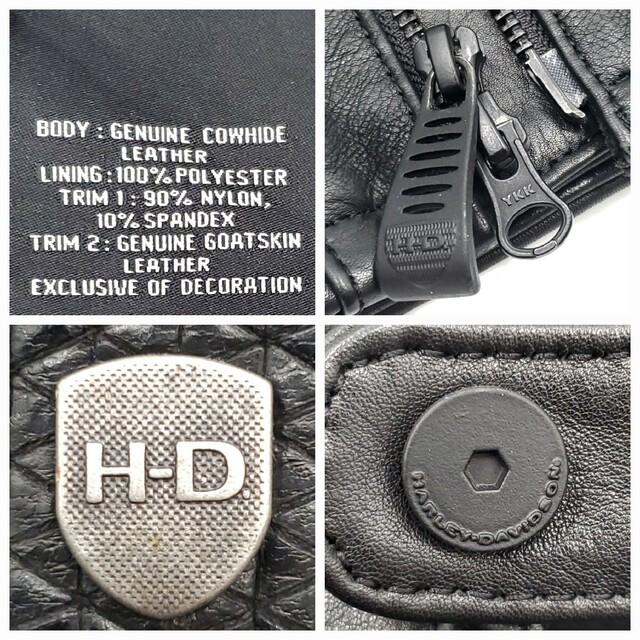 BODY : GENUINE COWHIDE
LEATHER
LINING : 100% POLYESTER
TRIM 1 : 90% NYLON,
10% SPANDEX
TRIM 2 : GENUINE GOATSKIN
LEATHER
EXCLUSIVE OF DECORATION
H-D
YKK
H-D.
HARLEY-DAVIDSON